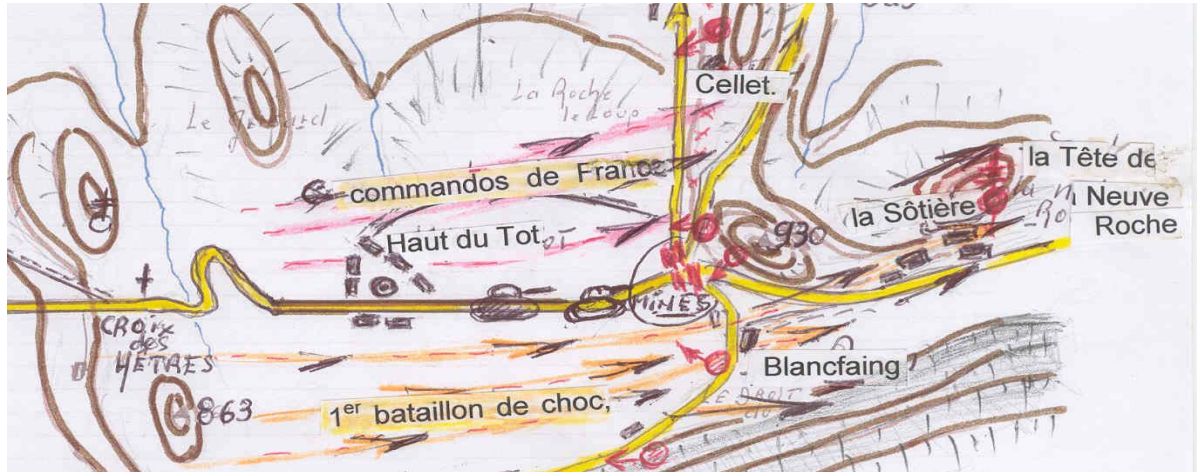 Cellet.
La Roche
le Loup
commandos de France
Haut du Tot.
930
la Tête de
la Sôtière
Neuve
Roche
MINES
CROIX
des
HÊTRES
Blancfaing
863
1er bataillon de choc,